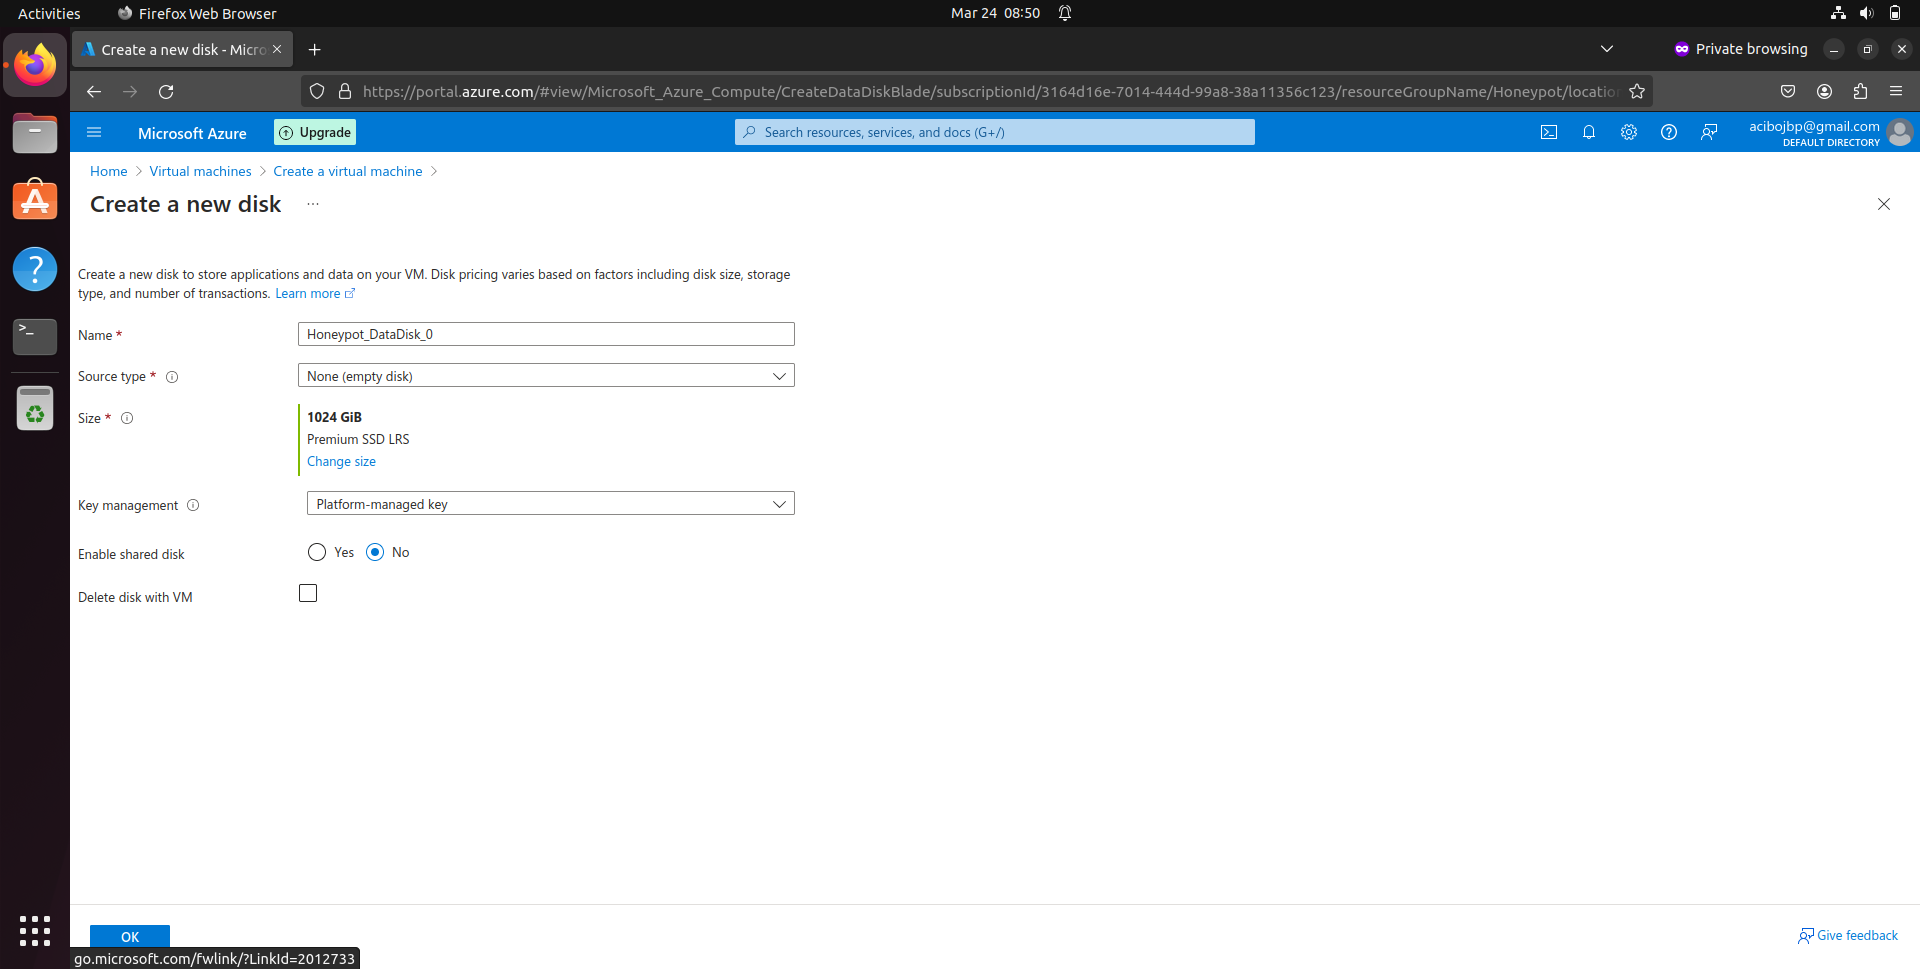 Activities
Firefox Web Browser
Mar 24 08:50
Create a new disk - Micro
Private browsing
https://portal.azure.com/#view/Microsoft_Azure_Compute/CreateDataDiskBlade/subscriptionId/3164d16e-7014-444d-99a8-38a11356c123/resourceGroupName/Honeypot/locatio
Microsoft Azure
Upgrade
Search resources, services, and docs (G+/)
acibojbp@gmail.com
DEFAULT DIRECTORY
Home > Virtual machines > Create a virtual machine >
Create a new disk ...
Create a new disk to store applications and data on your VM. Disk pricing varies based on factors including disk size, storage
type, and number of transactions. Learn more
Name *
Honeypot_DataDisk_0
Source type *
None (empty disk)
Size *
1024 GiB
Premium SSD LRS
Change size
Key management
Platform-managed key
Enable shared disk
Yes
No
Delete disk with VM
OK
Give feedback
go.microsoft.com/fwlink/?LinkId=2012733